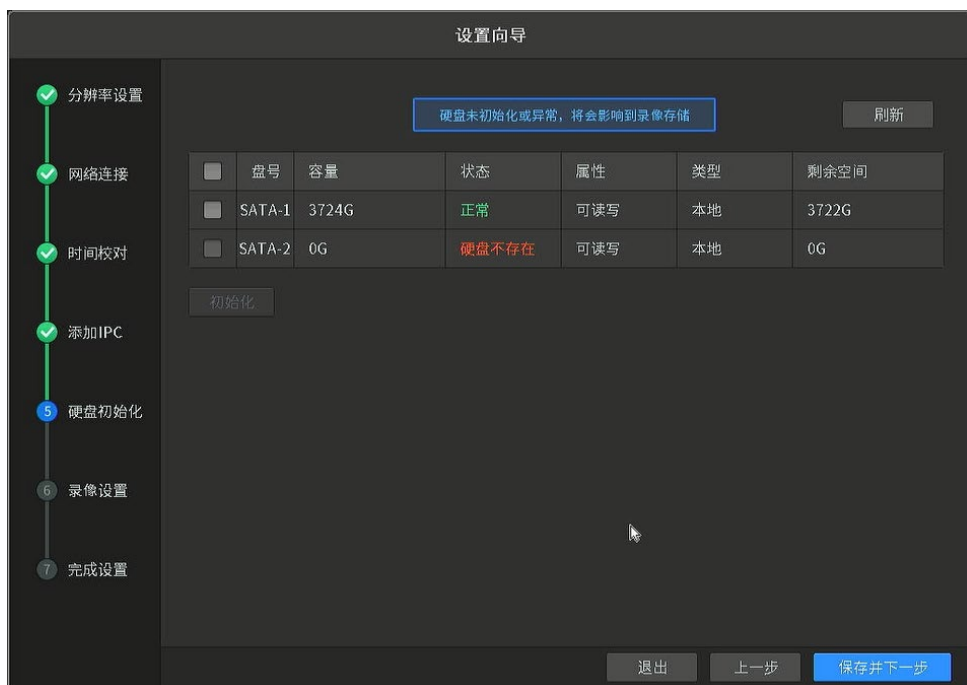 设置向导
分辨率设置
网络连接
时间校对
添加IPC
5 硬盘初始化
6 录像设置
7 完成设置
硬盘未初始化或异常，将会影响到录像存储
刷新
盘号 容量 状态 属性 类型 剩余空间
SATA-1 3724G 正常 可读写 本地 3722G
SATA-2 0G 硬盘不存在 可读写 本地 0G
初始化
退出 上一步 保存并下一步